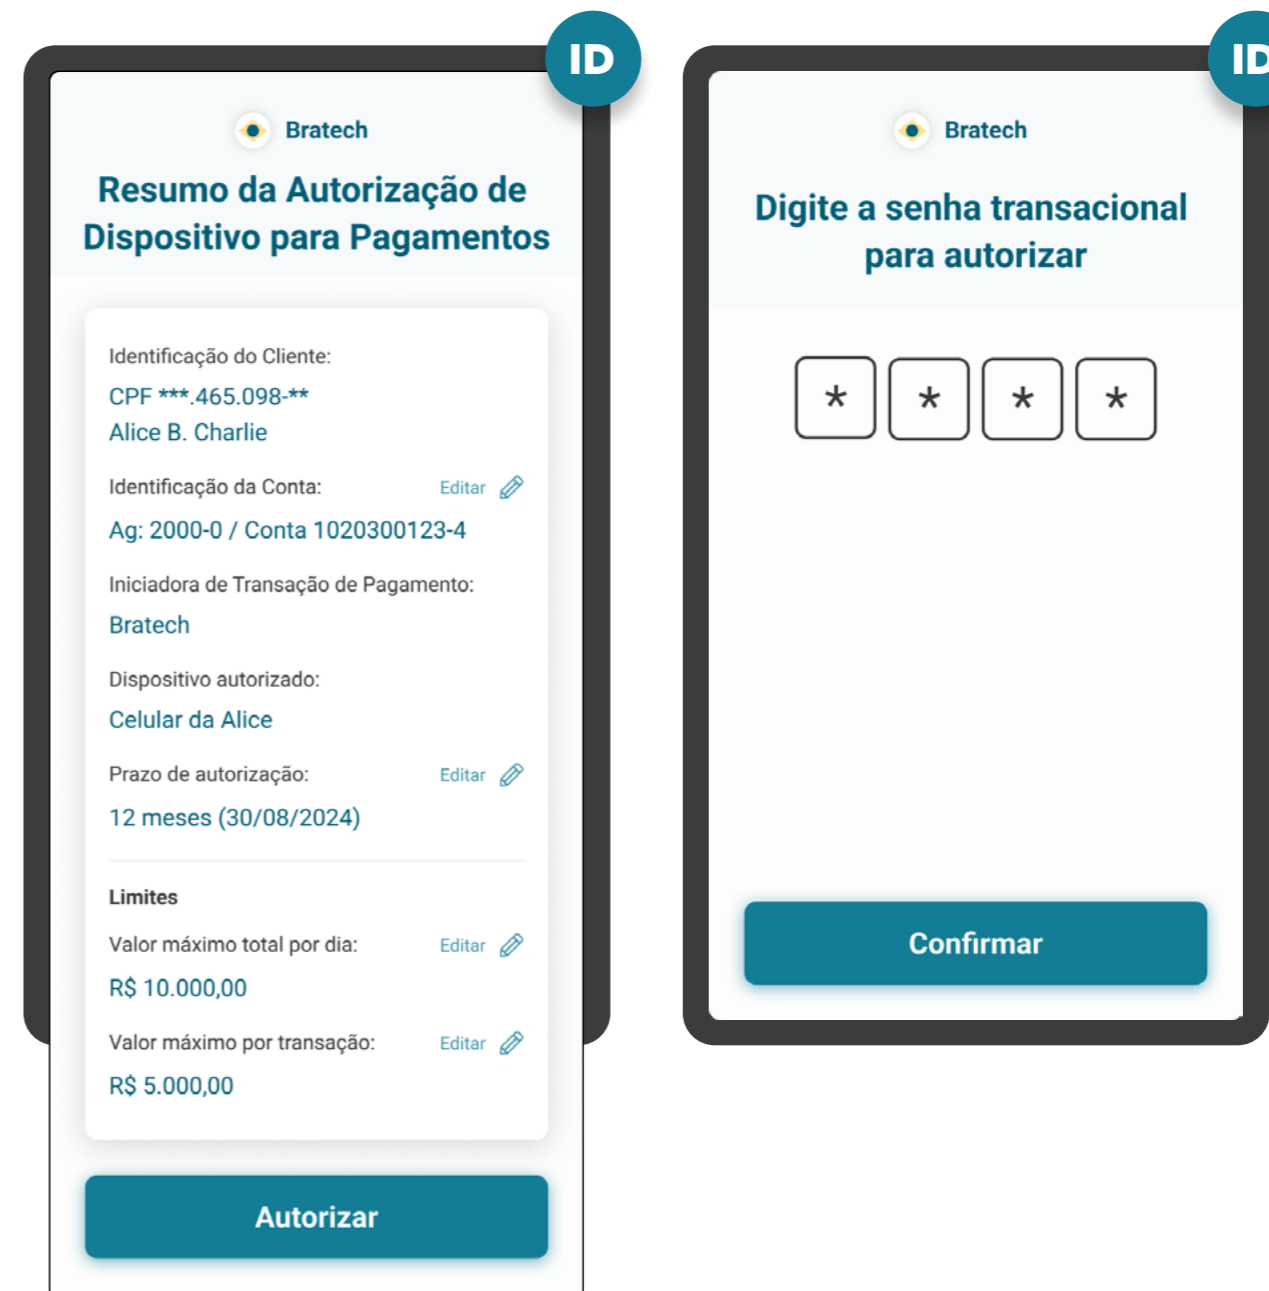 ID
Bratech
Resumo da Autorização de
Dispositivo para Pagamentos
Identificação do Cliente:
CPF ***.465.098-**
Alice B. Charlie
Identificação da Conta: Editar
Ag: 2000-0 / Conta 1020300123-4
Iniciadora de Transação de Pagamento:
Bratech
Dispositivo autorizado:
Celular da Alice
Prazo de autorização: Editar
12 meses (30/08/2024)
Limites
Valor máximo total por dia: Editar
R$ 10.000,00
Valor máximo por transação: Editar
R$ 5.000,00
Autorizar
ID
Bratech
Digite a senha transacional
para autorizar
* * * *
Confirmar